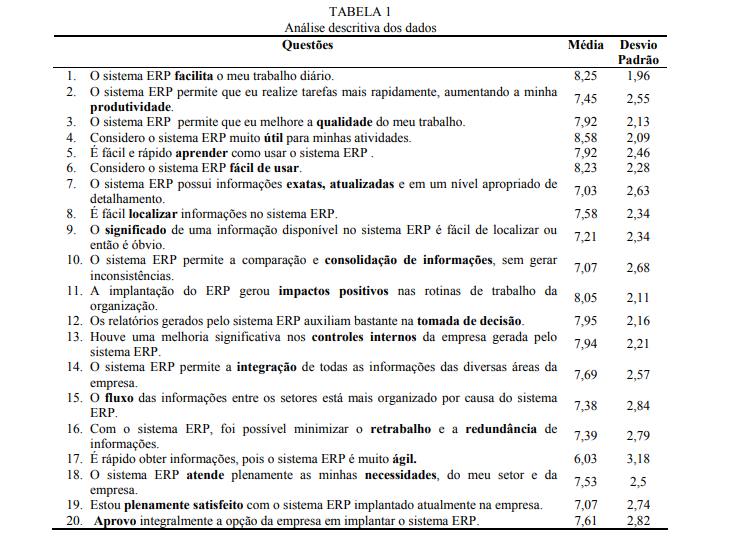 TABELA 1
Análise descritiva dos dados
Questões Média Desvio
Padrão
1. O sistema ERP facilita o meu trabalho diário. 8,25 1,96
2. O sistema ERP permite que eu realize tarefas mais rapidamente, aumentando a minha
produtividade. 7,45 2,55
3. O sistema ERP permite que eu melhore a qualidade do meu trabalho. 7,92 2,13
4. Considero o sistema ERP muito útil para minhas atividades. 8,58 2,09
5. É fácil e rápido aprender como usar o sistema ERP . 7,92 2,46
6. Considero o sistema ERP fácil de usar. 8,23 2,28
7. O sistema ERP possui informações exatas, atualizadas e em um nível apropriado de
detalhamento. 7,03 2,63
8. É fácil localizar informações no sistema ERP. 7,58 2,34
9. O significado de uma informação disponível no sistema ERP é fácil de localizar ou
então é óbvio. 7,21 2,34
10. O sistema ERP permite a comparação e consolidação de informações, sem gerar
inconsistências. 7,07 2,68
11. A implantação do ERP gerou impactos positivos nas rotinas de trabalho da
organização. 8,05 2,11
12. Os relatórios gerados pelo sistema ERP auxiliam bastante na tomada de decisão. 7,95 2,16
13. Houve uma melhoria significativa nos controles internos da empresa gerada pelo
sistema ERP. 7,94 2,21
14. O sistema ERP permite a integração de todas as informações das diversas áreas da
empresa. 7,69 2,57
15. O fluxo das informações entre os setores está mais organizado por causa do sistema
ERP. 7,38 2,84
16. Com o sistema ERP, foi possível minimizar o retrabalho e a redundância de
informações. 7,39 2,79
17. É rápido obter informações, pois o sistema ERP é muito ágil. 6,03 3,18
18. O sistema ERP atende plenamente as minhas necessidades, do meu setor e da
empresa. 7,53 2,5
19. Estou plenamente satisfeito com o sistema ERP implantado atualmente na empresa. 7,07 2,74
20. Aprovo integralmente a opção da empresa em implantar o sistema ERP. 7,61 2,82